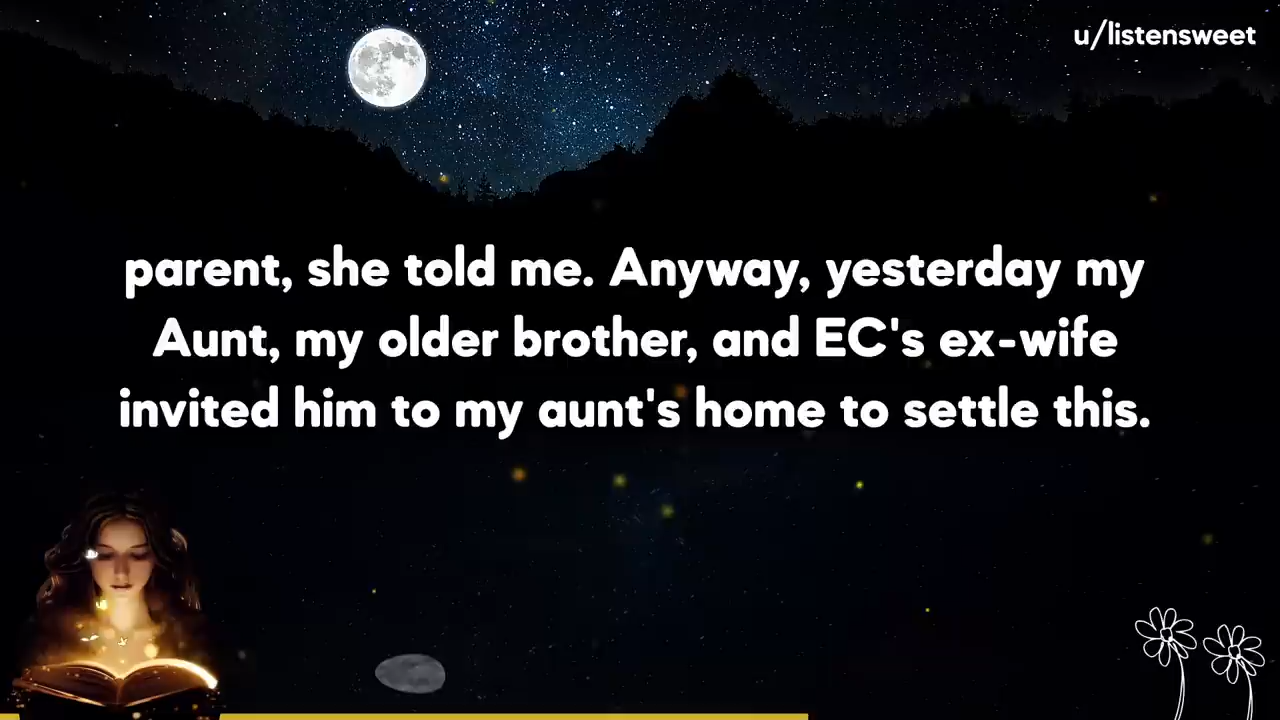 u/listensweet
parent, she told me. Anyway, yesterday my
Aunt, my older brother, and EC's ex-wife
invited him to my aunt's home to settle this.